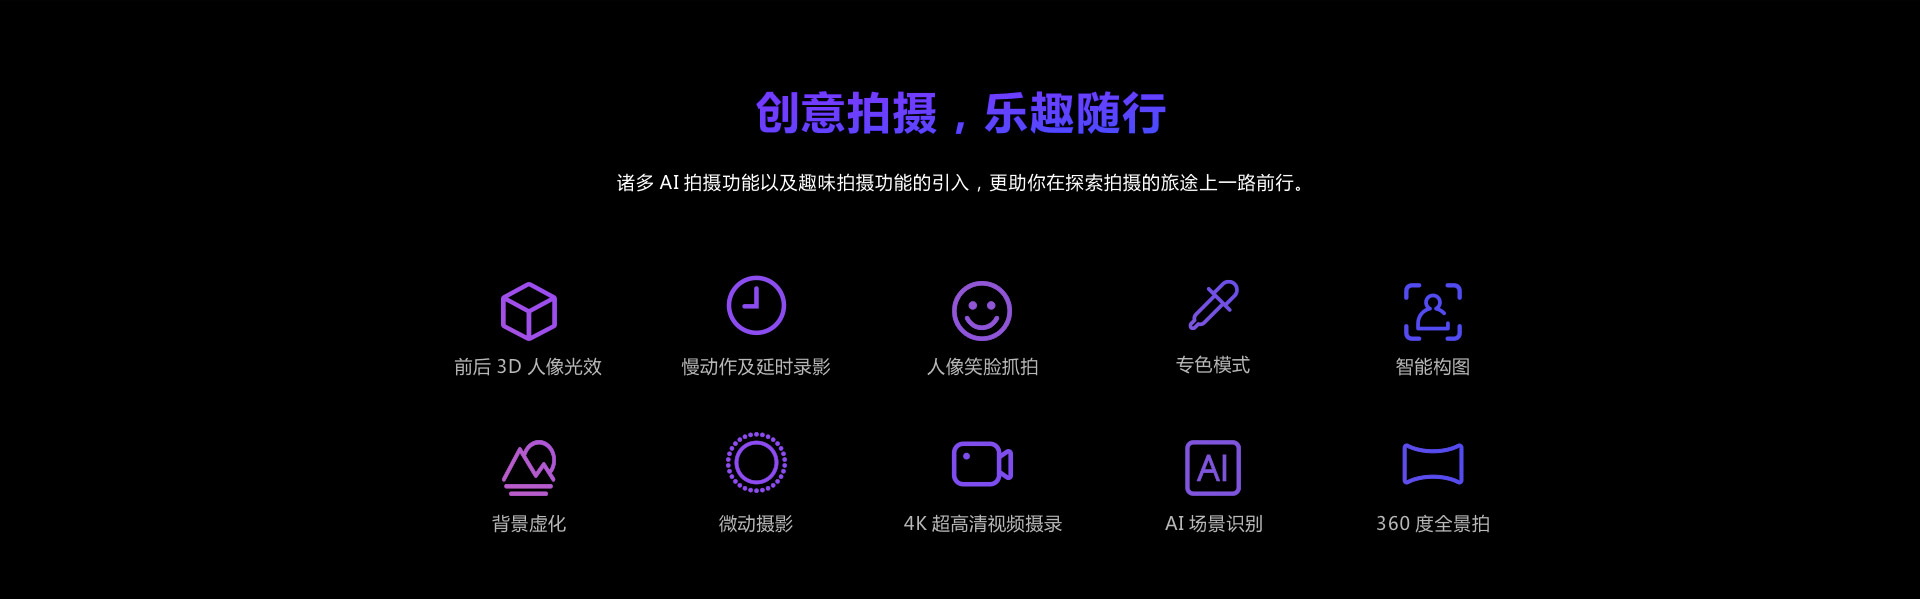 创意拍摄，乐趣随行
诸多 AI 拍摄功能以及趣味拍摄功能的引入，更助你在探索拍摄的旅途上一路前行。
前后 3D 人像光效
慢动作及延时录影
人像笑脸抓拍
专色模式
智能构图
背景虚化
微动摄影
4K 超高清视频摄录
AI
AI 场景识别
360 度全景拍